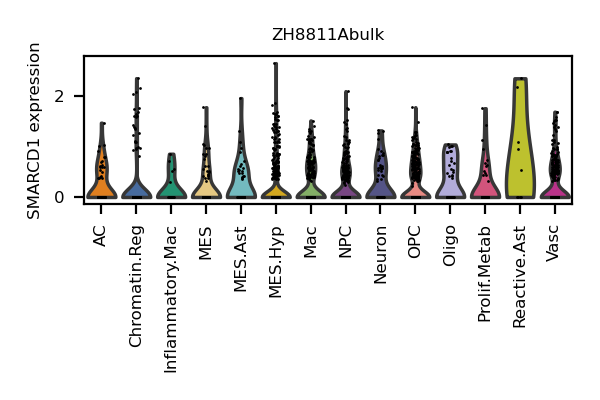 ZH8811Abulk
SMARCD1 expression
2
0
AC
Chromatin.Reg
Inflammatory.Mac
MES
MES.Ast
MES.Hyp
Mac
NPC
Neuron
OPC
Oligo
Prolif.Metab
Reactive.Ast
Vasc